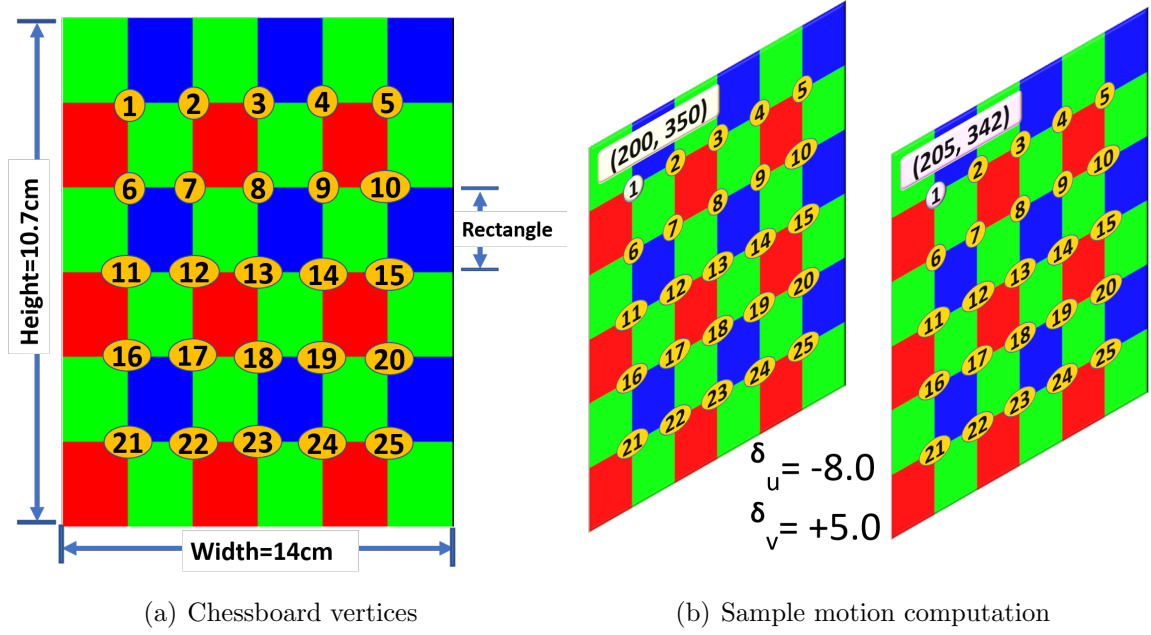 Height=10.7cm
1 2 3 4 5
6 7 8 9 10
Rectangle
11 12 13 14 15
16 17 18 19 20
21 22 23 24 25
Width=14cm
(a) Chessboard vertices
(200, 350)
1 2 3 4 5
6 7 8 9 10
11 12 13 14 15
16 17 18 19 20
21 22 23 24 25
(205, 342)
1 2 3 4 5
6 7 8 9 10
11 12 13 14 15
16 17 18 19 20
21 22 23 24 25
δu= -8.0
δv= +5.0
(b) Sample motion computation